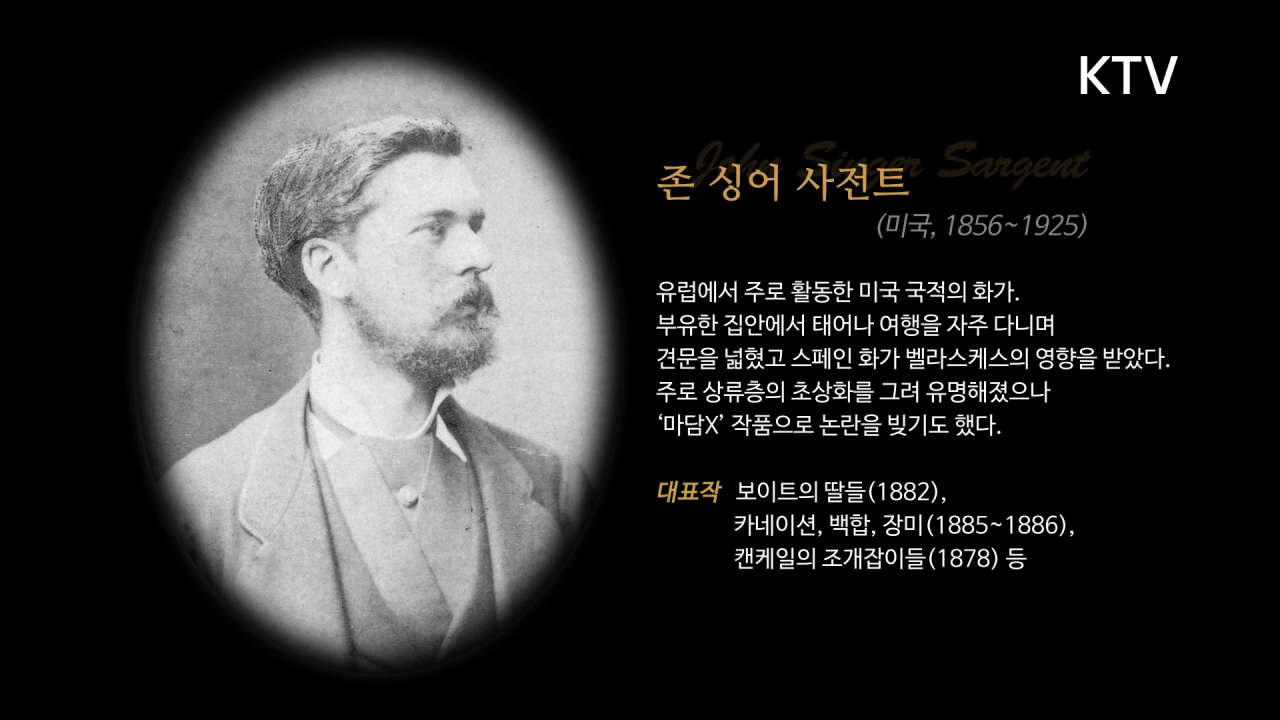 KTV
John Singer Sargent
존 싱어 사전트
(미국, 1856~1925)
유럽에서 주로 활동한 미국 국적의 화가.
부유한 집안에서 태어나 여행을 자주 다니며
견문을 넓혔고 스페인 화가 벨라스케스의 영향을 받았다.
주로 상류층의 초상화를 그려 유명해졌으나
‘마담X’ 작품으로 논란을 빚기도 했다.
대표작 보이트의 딸들(1882),
카네이션, 백합, 장미(1885~1886),
캔케일의 조개잡이들(1878) 등